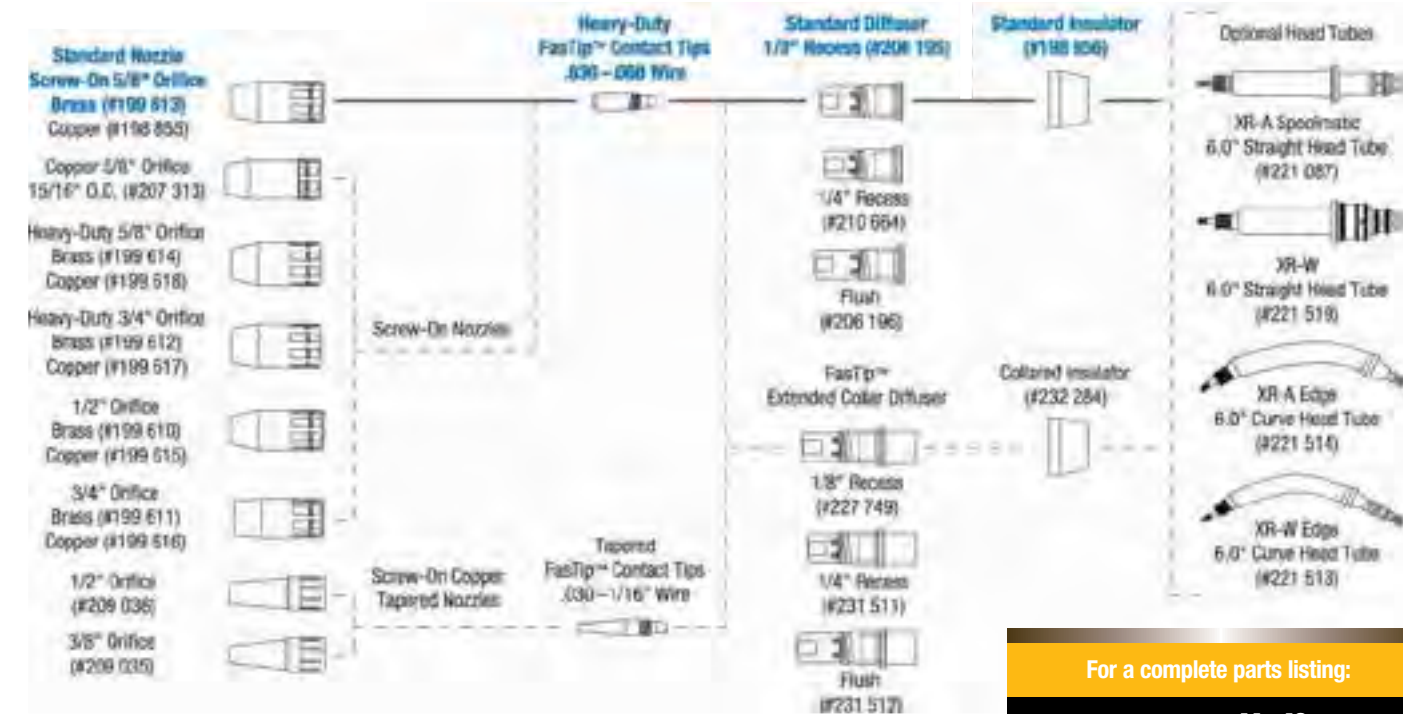 Standard Nozzle
Screw-On 5/8" Orifice
Brass (#199 613)
Copper (#198 855)
Copper 5/8" Orifice
15/16" O.C. (#207 313)
Heavy-Duty 5/8" Orifice
Brass (#199 614)
Copper (#199 618)
Heavy-Duty 3/4" Orifice
Brass (#199 612)
Copper (#199 617)
1/2" Orifice
Brass (#199 610)
Copper (#199 615)
3/4" Orifice
Brass (#199 611)
Copper (#199 616)
1/2" Orifice
(#209 036)
3/8" Orifice
(#209 035)
Screw-On Nozzles
Screw-On Copper
Tapered Nozzles
Heavy-Duty
FasTip™ Contact Tips
Wire
Tapered
FasTip™ Contact Tips
.030–1/16" Wire
Standard Diffuser
1/8" Recess (#206 195)
1/4" Recess
(#210 664)
Flush
(#206 196)
FasTip™
Extended Collar Diffuser
1/8" Recess
(#227 749)
1/4" Recess
(#231 511)
Flush
(#231 512)
Standard Insulator
(#198 856)
Collared Insulator
(#232 284)
Optional Head Tubes
XR-A Spoolmatic
6.0" Straight Head Tube
(#221 087)
XR-W
6.0" Straight Head Tube
(#221 519)
XR-A Edge
6.0" Curve Head Tube
(#221 514)
XR-W Edge
6.0" Curve Head Tube
(#221 513)
For a complete parts listing: